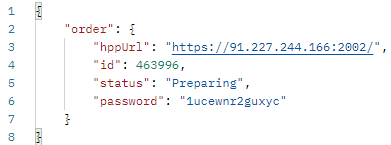 1 {
2 "order": {
3 "hppUrl": "https://91.227.244.166:2002/",
4 "id": 463996,
5 "status": "Preparing",
6 "password": "1ucewnr2guxyc"
7 }
8 }